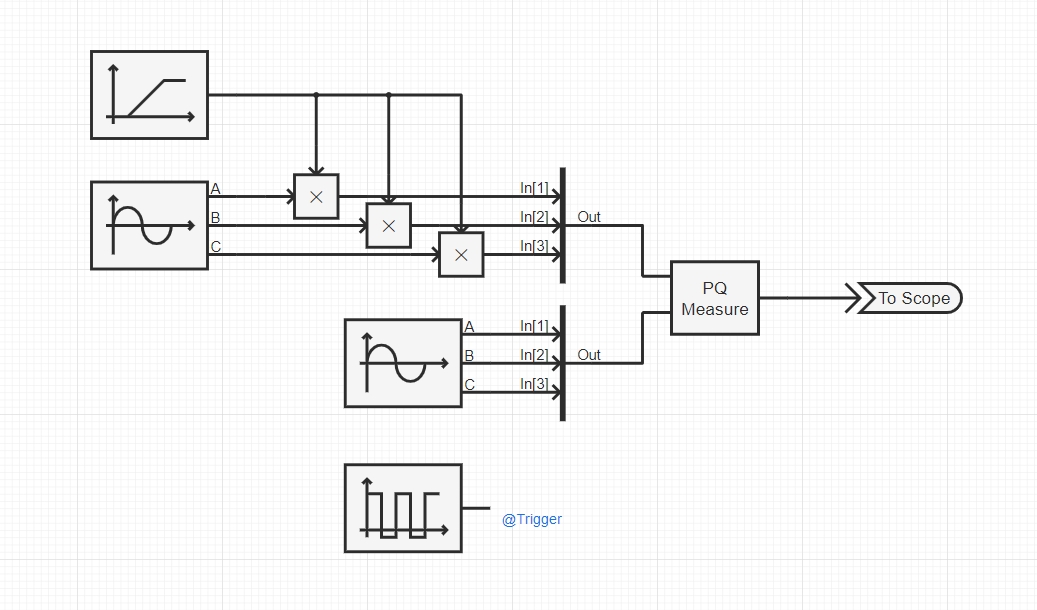 A
B
C
In[1]
In[2]
In[3]
Out
PQ
Measure
To Scope
A
B
C
In[1]
In[2]
In[3]
Out
@Trigger